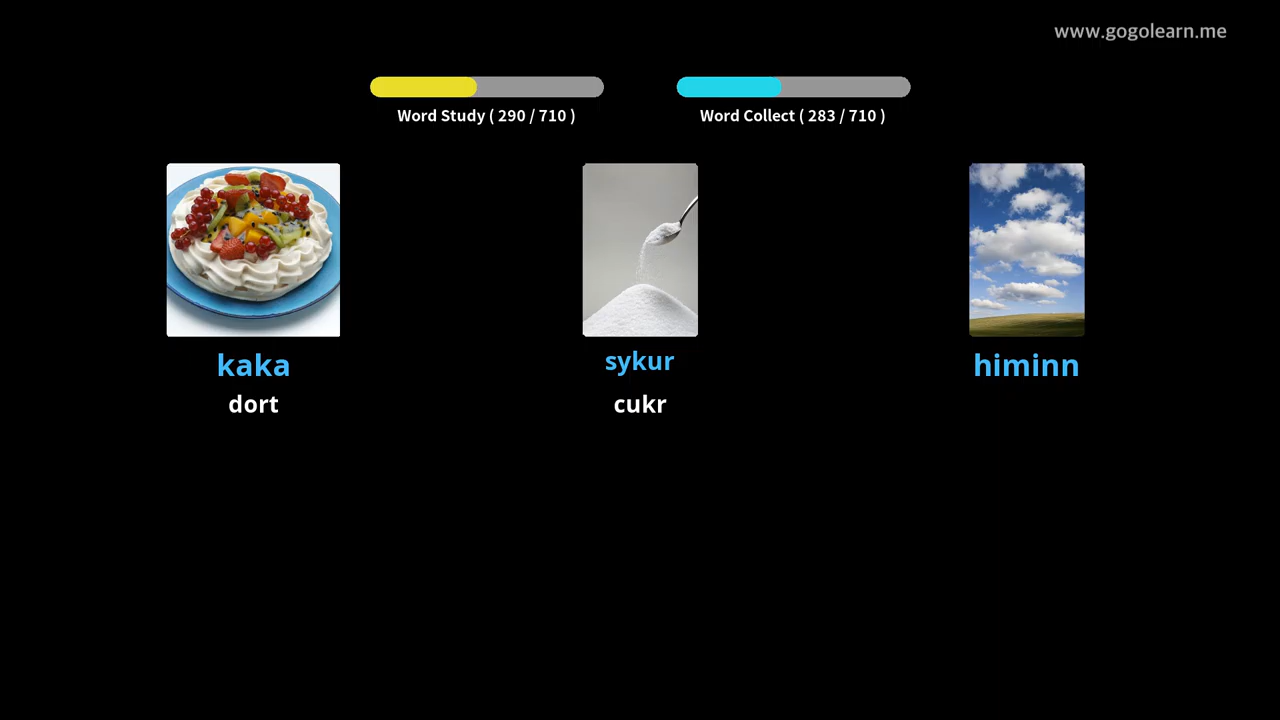 www.gogolearn.me
Word Study ( 290 / 710 )
Word Collect ( 283 / 710 )
kaka
sykur
himinn
dort
cukr